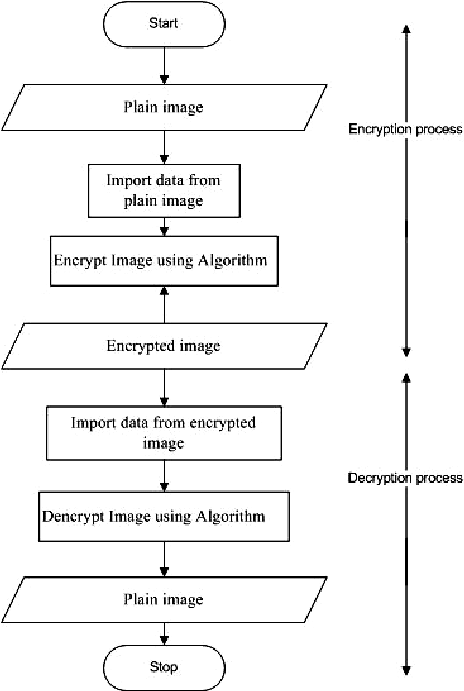 Start
Plain image
Encryption process
Import data from
plain image
Encrypt Image using Algorithm
Encrypted image
Import data from encrypted
image
Decryption process
Dencrypt Image using Algorithm
Plain image
Stop